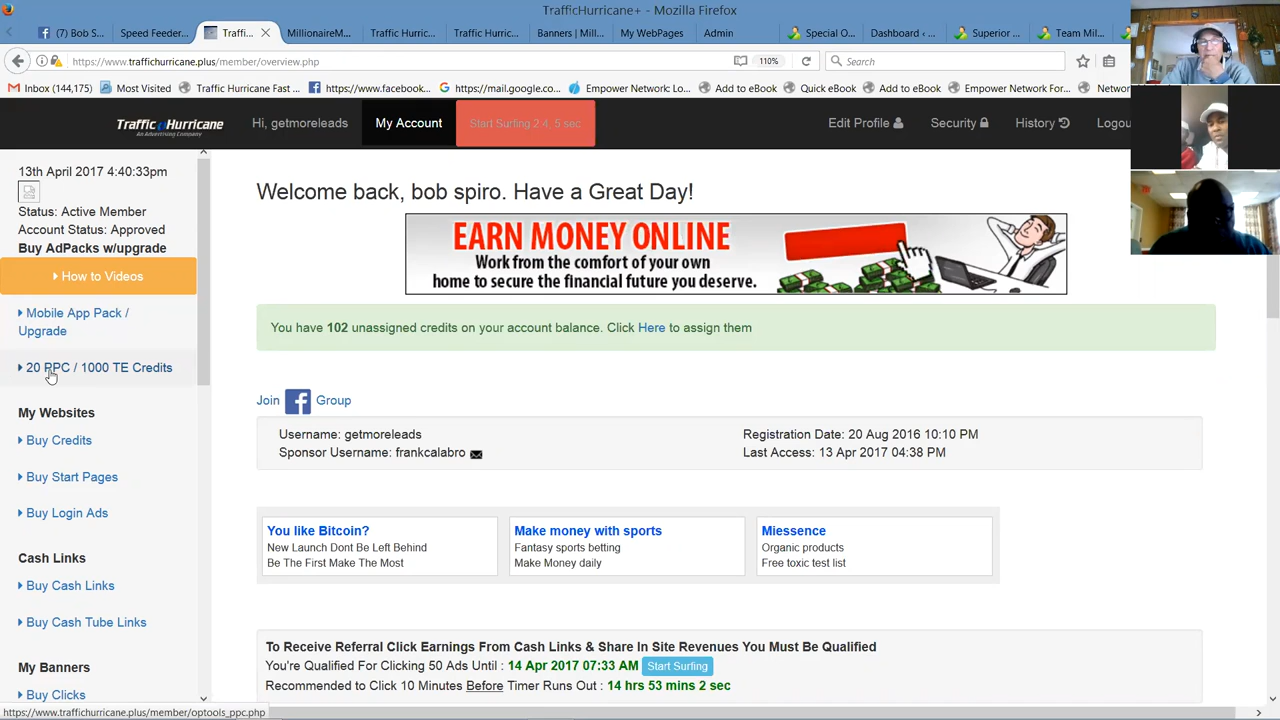 TrafficHurricane+ - Mozilla Firefox
(7) Bob S... Speed Feeder... Traffi... MillionaireM... Traffic Hurric... Traffic Hurric... Banners | Mill... My WebPages Admin Special O... Dashboard ‹ ... Superior ... Team Mil...
https://www.traffichurricane.plus/member/overview.php 110% Search
Inbox (144,175) Most Visited Traffic Hurricane Fast ... https://www.facebook... https://mail.google.co... Empower Network: Lo... Add to eBook Quick eBook Add to eBook Empower Network For... Networ
Traffic Hurricane Hi, getmoreleads My Account Start Surfing 2.4, 5 sec Edit Profile Security History Logou
An Advertising Company
13th April 2017 4:40:33pm
Status: Active Member
Account Status: Approved
Buy AdPacks w/upgrade
How to Videos
Mobile App Pack /
Upgrade
20 PPC / 1000 TE Credits
My Websites
Buy Credits
Buy Start Pages
Buy Login Ads
Cash Links
Buy Cash Links
Buy Cash Tube Links
My Banners
Buy Clicks
https://www.traffichurricane.plus/member/optools_ppc.php
Welcome back, bob spiro. Have a Great Day!
EARN MONEY ONLINE
Work from the comfort of your own
home to secure the financial future you deserve.
You have 102 unassigned credits on your account balance. Click Here to assign them
Join f Group
Username: getmoreleads Registration Date: 20 Aug 2016 10:10 PM
Sponsor Username: frankcalabro Last Access: 13 Apr 2017 04:38 PM
You like Bitcoin?
New Launch Dont Be Left Behind
Be The First Make The Most
Make money with sports
Fantasy sports betting
Make Money daily
Miessence
Organic products
Free toxic test list
To Receive Referral Click Earnings From Cash Links & Share In Site Revenues You Must Be Qualified
You're Qualified For Clicking 50 Ads Until : 14 Apr 2017 07:33 AM Start Surfing
Recommended to Click 10 Minutes Before Timer Runs Out : 14 hrs 53 mins 2 sec